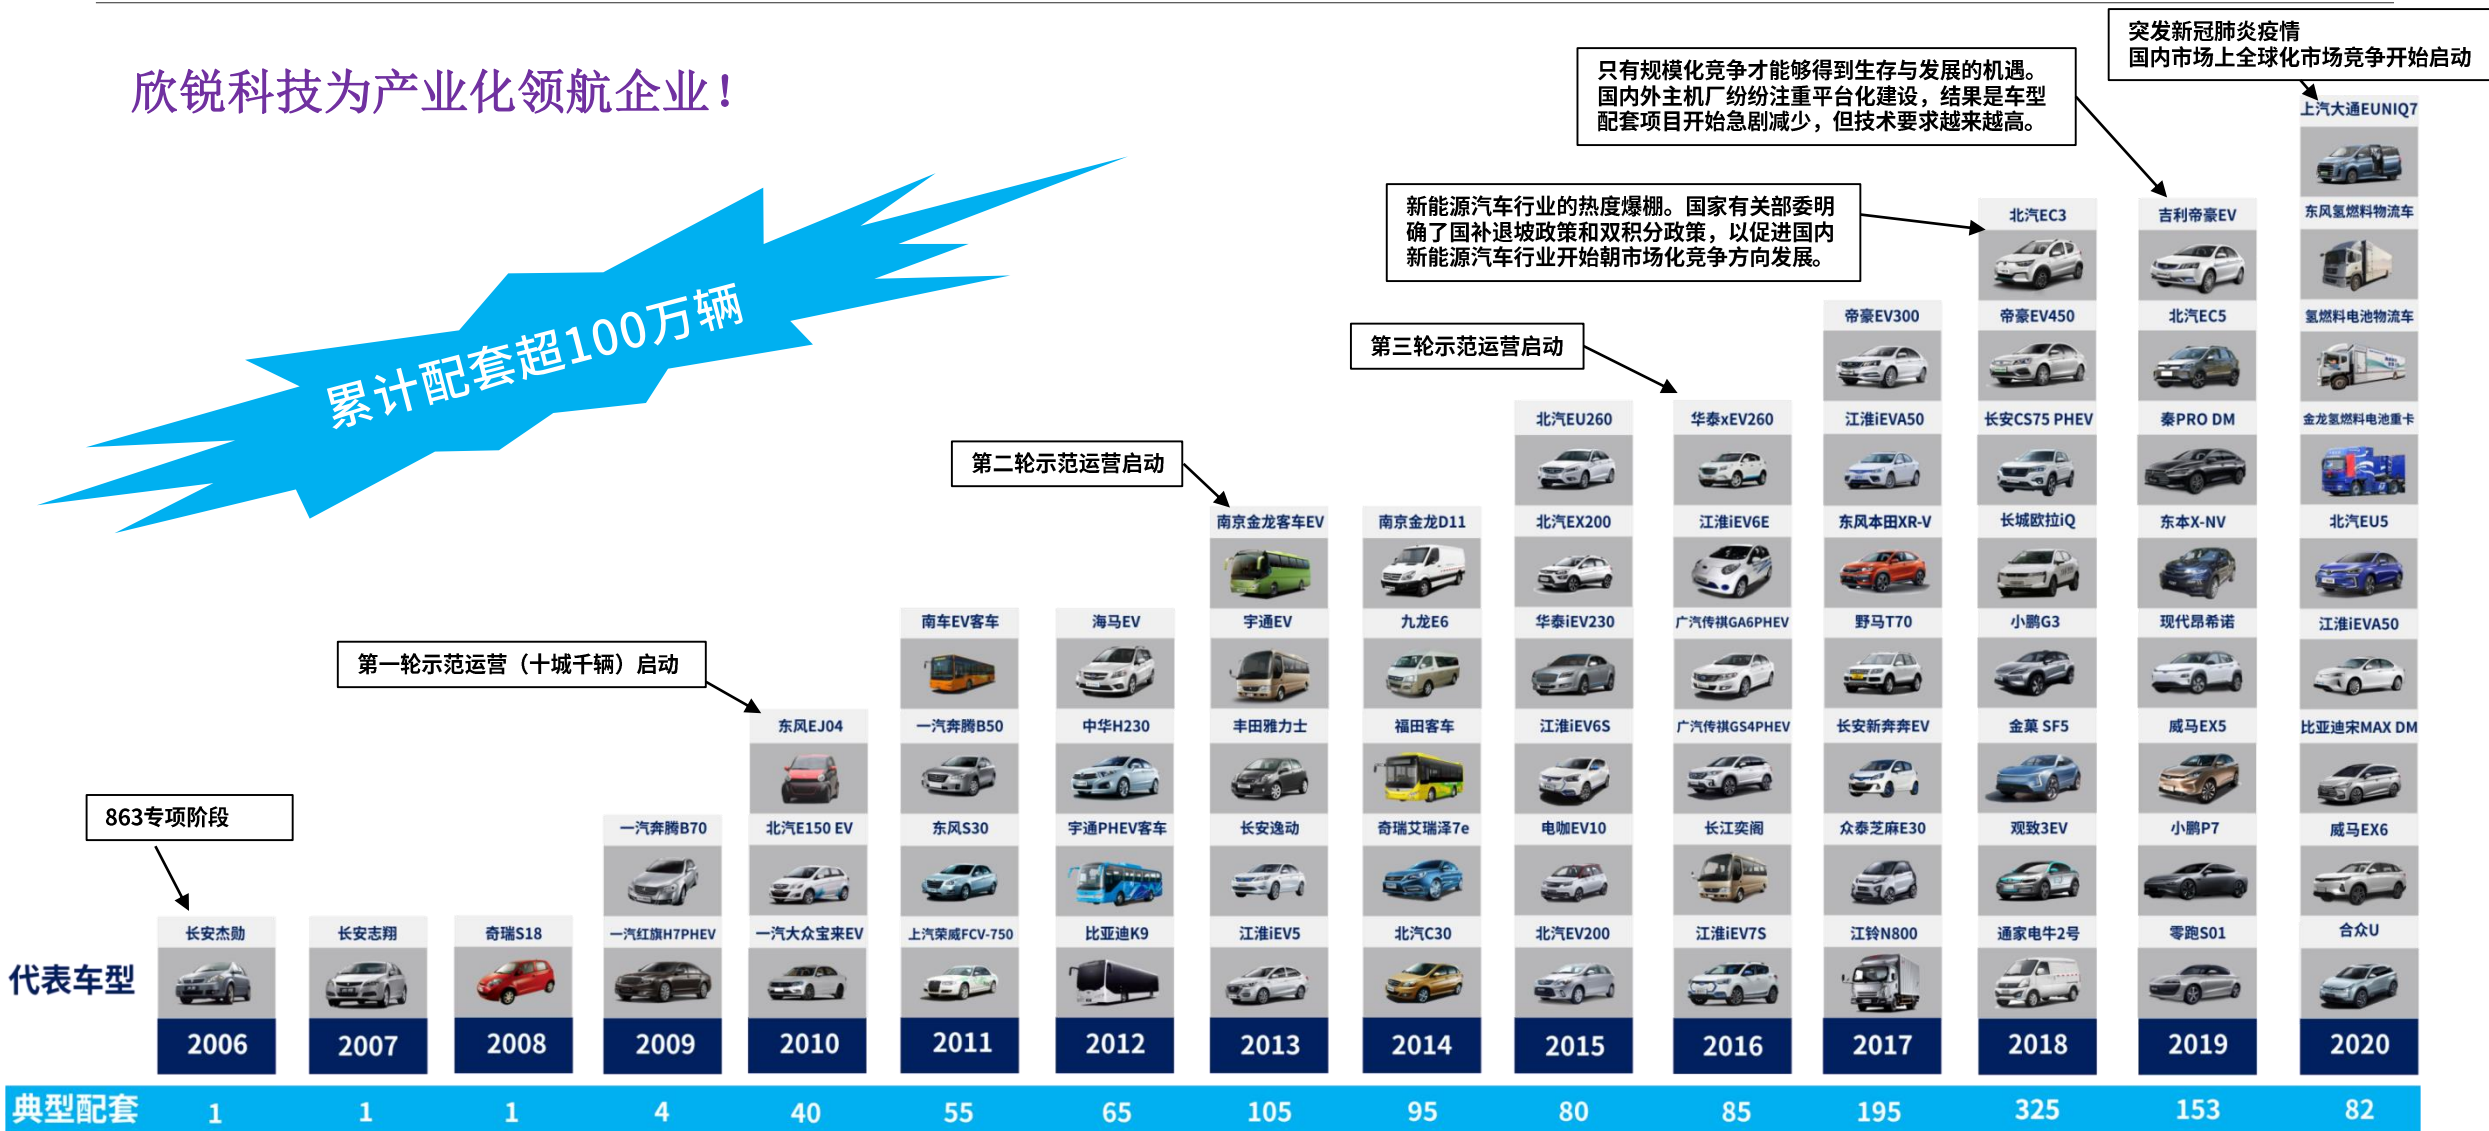 欣锐科技为产业化领航企业！
累计配套超100万辆
突发新冠肺炎疫情
国内市场上全球化市场竞争开始启动
只有规模化竞争才能够得到生存与发展的机遇。
国内外主机厂纷纷注重平台化建设，结果是车型
配套项目开始急剧减少，但技术要求越来越高。
新能源汽车行业的热度爆棚。国家有关部委明
确了国补退坡政策和双积分政策，以促进国内
新能源汽车行业开始朝市场化竞争方向发展。
第三轮示范运营启动
第二轮示范运营启动
第一轮示范运营（十城千辆）启动
863专项阶段
代表车型
长安杰勋
2006
长安志翔
2007
奇瑞S18
2008
一汽奔腾B70
一汽红旗H7PHEV
2009
东风EJ04
北汽E150 EV
一汽大众宝来EV
2010
南车EV客车
一汽奔腾B50
东风S30
上汽荣威FCV-750
2011
海马EV
中华H230
宇通PHEV客车
比亚迪K9
2012
南京金龙客车EV
宇通EV
丰田雅力士
长安逸动
江淮iEV5
2013
南京金龙D11
九龙E6
福田客车
奇瑞艾瑞泽7e
北汽C30
2014
北汽EU260
北汽EX200
华泰iEV230
江淮iEV6S
电咖EV10
北汽EV200
2015
华泰xEV260
江淮iEV6E
广汽传祺GA6PHEV
广汽传祺GS4PHEV
长江奕阁
江淮iEV7S
2016
帝豪EV300
江淮iEVA50
东风本田XR-V
野马T70
长安新奔奔EV
众泰芝麻E30
江铃N800
2017
北汽EC3
帝豪EV450
长安CS75 PHEV
长城欧拉iQ
小鹏G3
金菓 SF5
观致3EV
通家电牛2号
2018
吉利帝豪EV
北汽EC5
秦PRO DM
东本X-NV
现代昂希诺
威马EX5
小鹏P7
零跑S01
2019
上汽大通EUNIQ7
东风氢燃料物流车
氢燃料电池物流车
金龙氢燃料电池重卡
北汽EU5
江淮iEVA50
比亚迪宋MAX DM
威马EX6
合众U
2020
典型配套 1 1 1 4 40 55 65 105 95 80 85 195 325 153 82